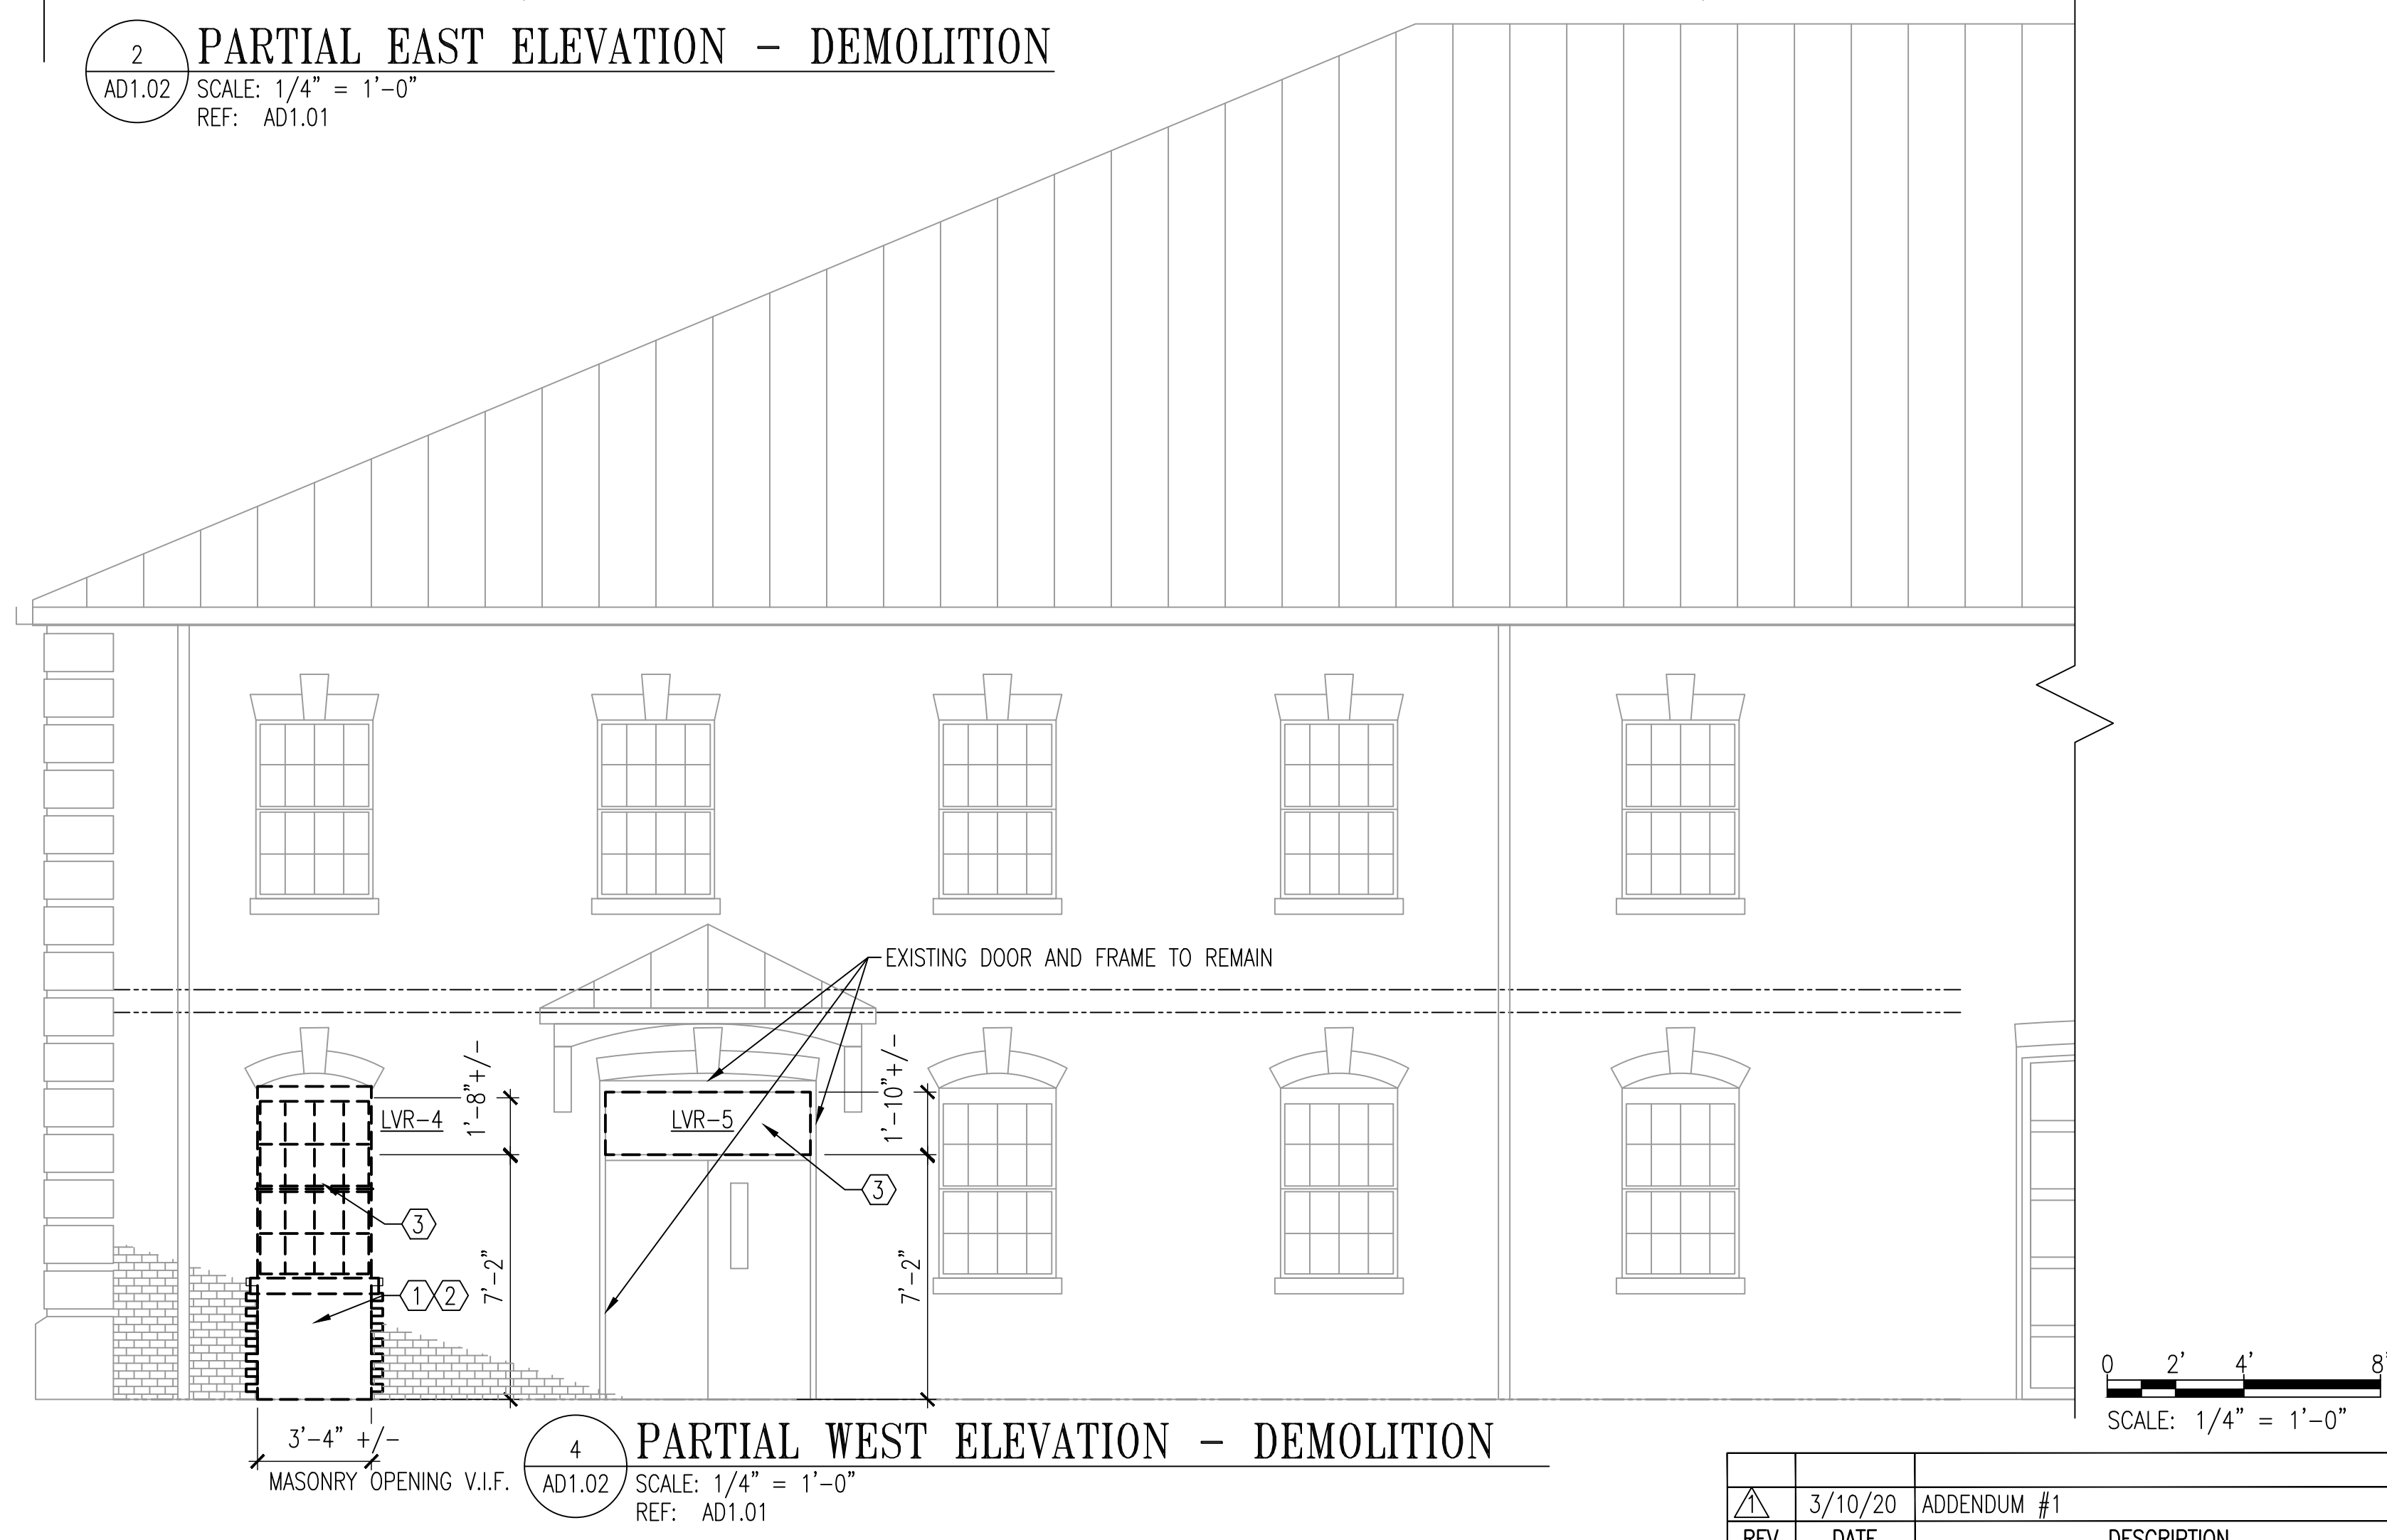 2
AD1.02
PARTIAL EAST ELEVATION - DEMOLITION
SCALE: 1/4" = 1'-0"
REF: AD1.01
EXISTING DOOR AND FRAME TO REMAIN
1'-8"+/-
LVR-4
LVR-5
1'-10"+/-
3
3
1 2
7'-2"
7'-2"
3'-4" +/-
MASONRY OPENING V.I.F.
4
AD1.02
PARTIAL WEST ELEVATION - DEMOLITION
SCALE: 1/4" = 1'-0"
REF: AD1.01
0 2' 4' 8'
SCALE: 1/4" = 1'-0"
1 3/10/20 ADDENDUM #1
REV DATE DESCRIPTION